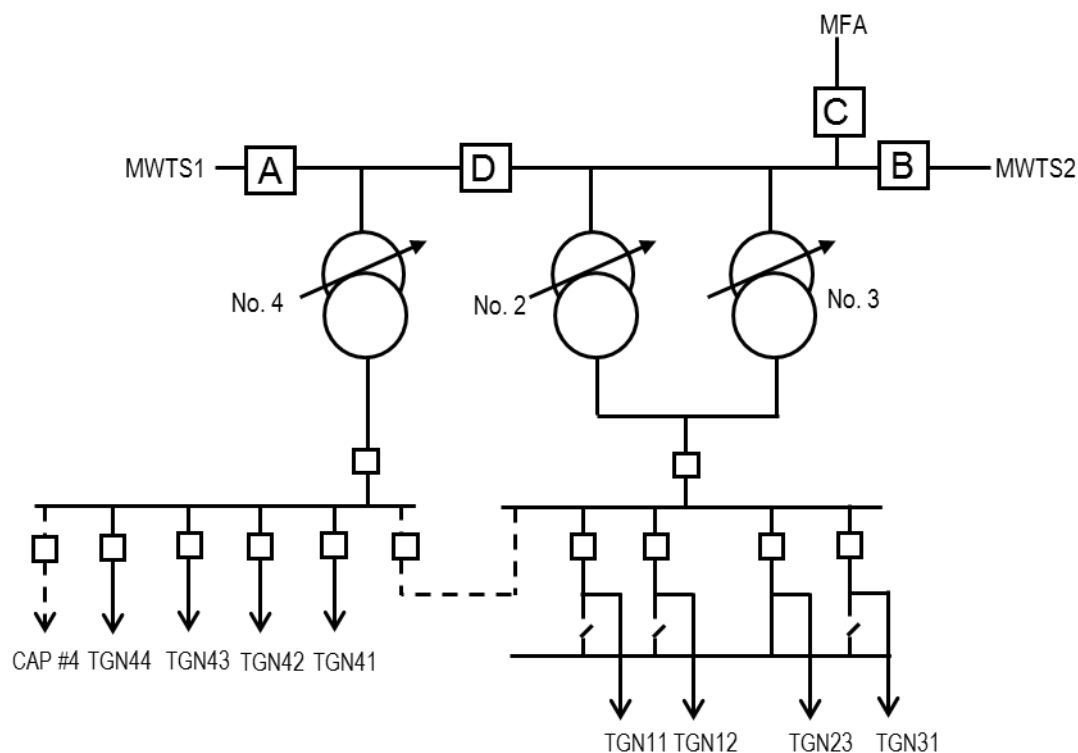 MFA
C
MWTS1
A
D
B
MWTS2
No. 4
No. 2
No. 3
CAP #4
TGN44
TGN43
TGN42
TGN41
TGN11
TGN12
TGN23
TGN31